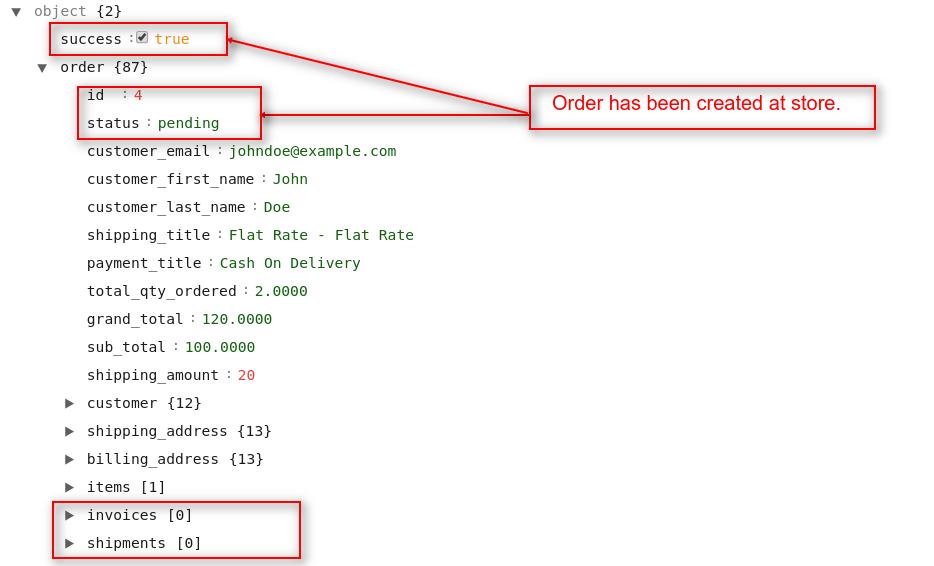 object {2}
success : true
order {87}
id : 4
Order has been created at store.
status : pending
customer_email : johndoe@example.com
customer_first_name : John
customer_last_name : Doe
shipping_title : Flat Rate - Flat Rate
payment_title : Cash On Delivery
total_qty_ordered : 2.0000
grand_total : 120.0000
sub_total : 100.0000
shipping_amount : 20
customer {12}
shipping_address {13}
billing_address {13}
items [1]
invoices [0]
shipments [0]